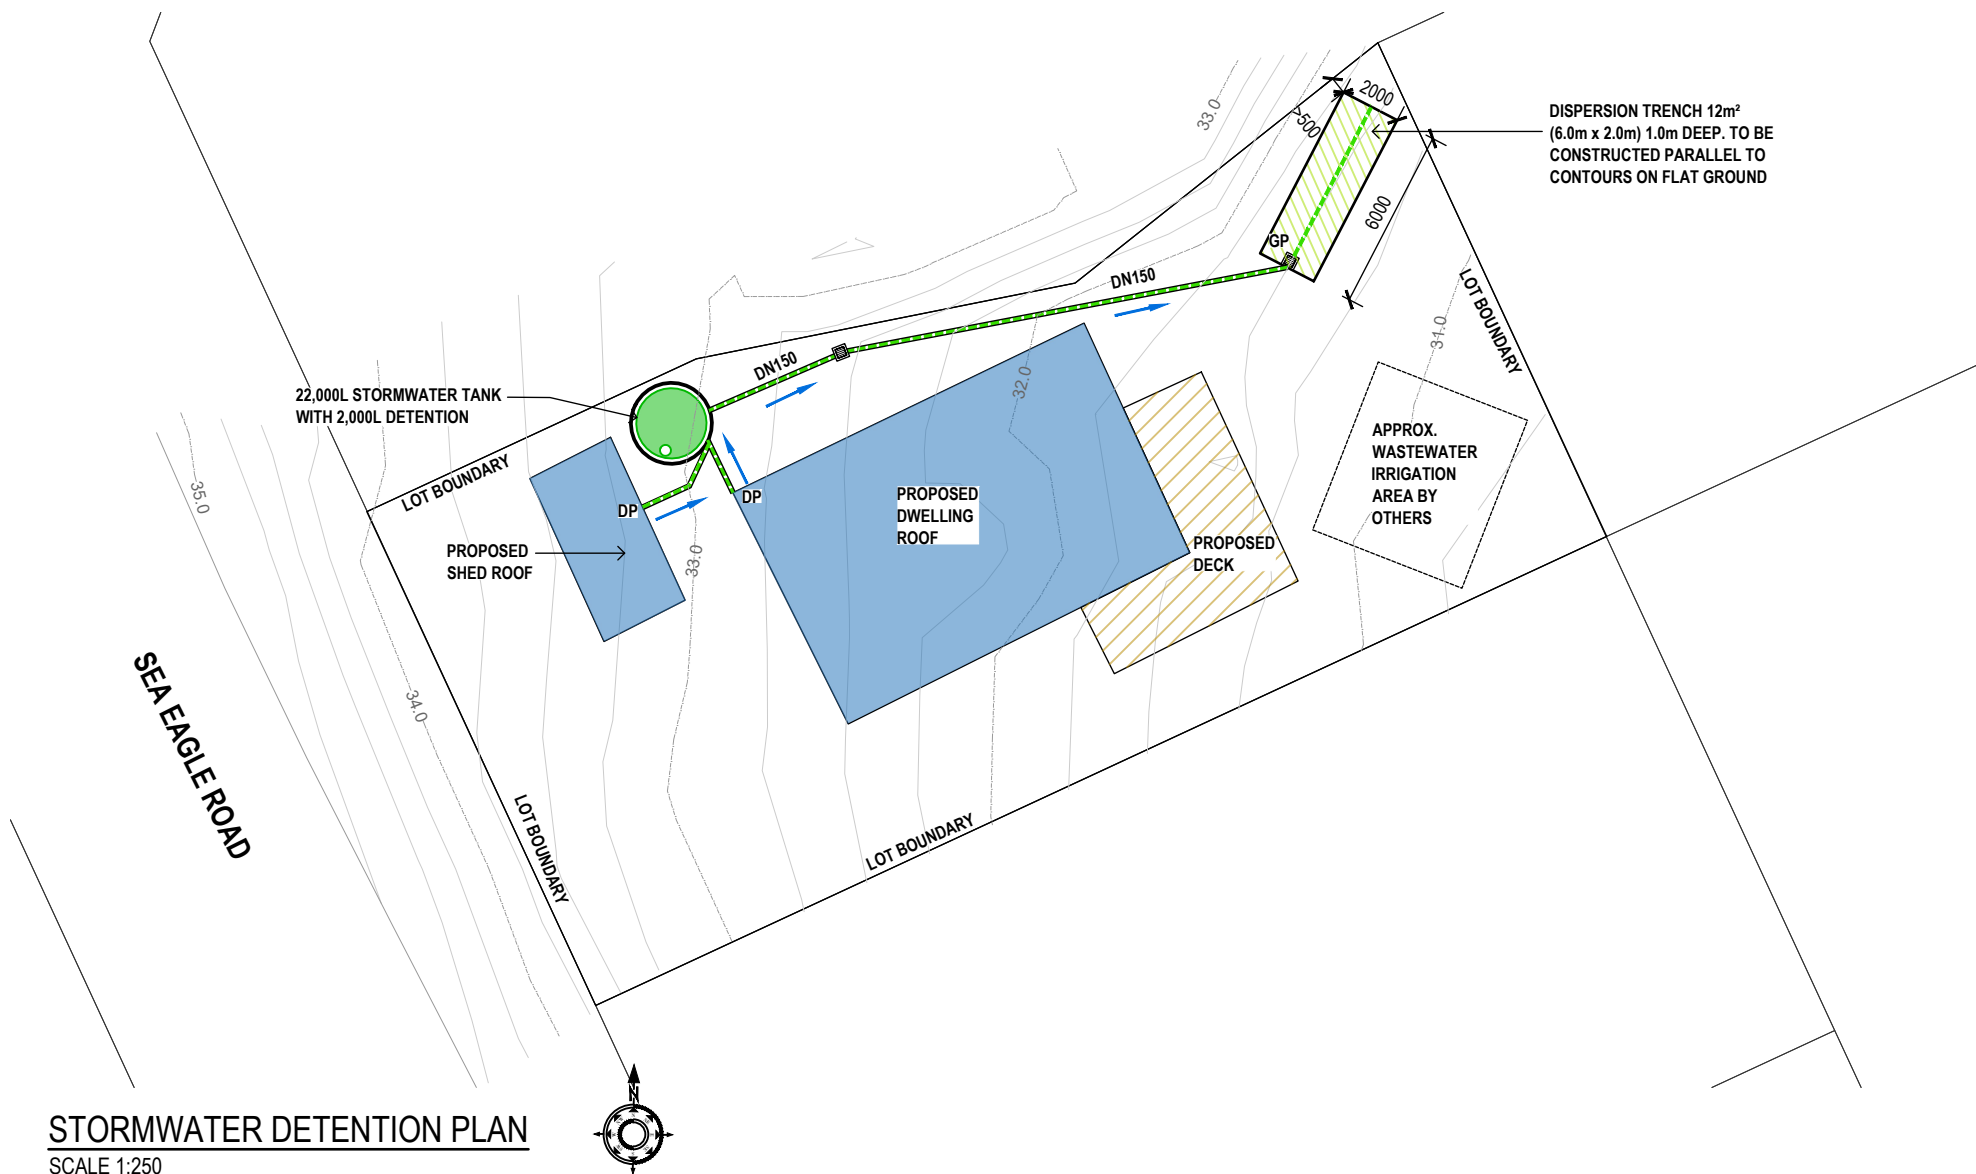 33.0
2000
>500
DISPERSION TRENCH 12m²
(6.0m x 2.0m) 1.0m DEEP. TO BE
CONSTRUCTED PARALLEL TO
CONTOURS ON FLAT GROUND
6000
GP
DN150
LOT BOUNDARY
31.0
DN150
32.0
22,000L STORMWATER TANK
WITH 2,000L DETENTION
LOT BOUNDARY
35.0
DP
DP
PROPOSED
DWELLING
ROOF
APPROX.
WASTEWATER
IRRIGATION
AREA BY
OTHERS
PROPOSED
SHED ROOF
33.0
PROPOSED
DECK
SEA EAGLE ROAD
34.0
LOT BOUNDARY
LOT BOUNDARY
N
STORMWATER DETENTION PLAN
SCALE 1:250